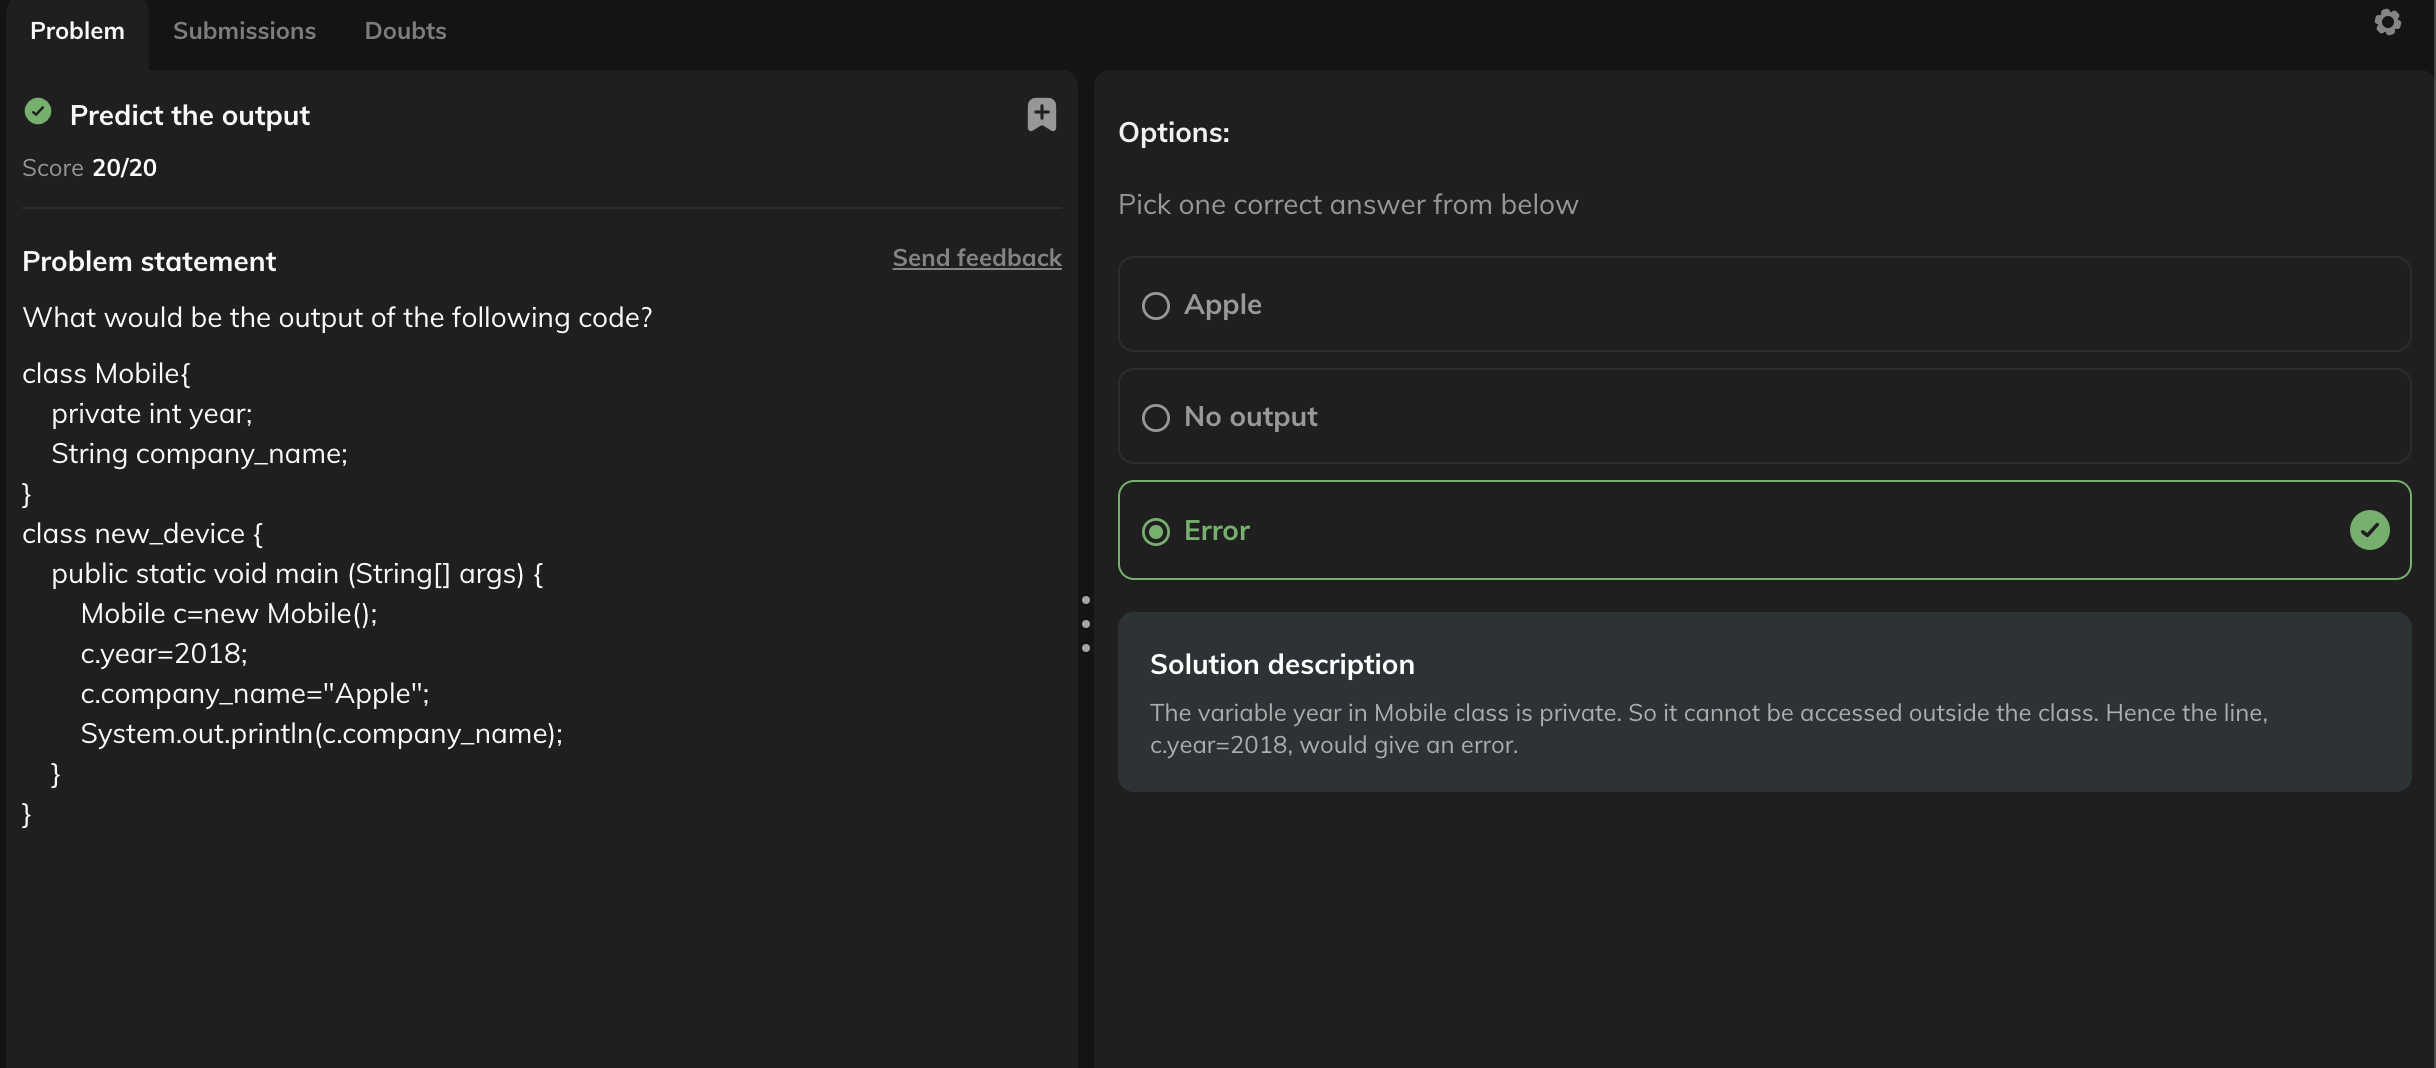 Problem
Submissions
Doubts
Predict the output
Score 20/20
Problem statement
Send feedback
What would be the output of the following code?
class Mobile{
    private int year;
    String company_name;
}
class new_device {
    public static void main (String[] args) {
        Mobile c=new Mobile();
        c.year=2018;
        c.company_name="Apple";
        System.out.println(c.company_name);
    }
}
Options:
Pick one correct answer from below
Apple
No output
Error
Solution description
The variable year in Mobile class is private. So it cannot be accessed outside the class. Hence the line,
c.year=2018, would give an error.